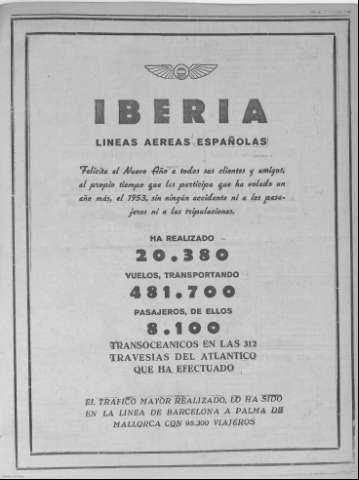 IBERIA
LINEAS AEREAS ESPAÑOLAS
Felicita el Nuevo Año a todos sus clientes y amigos,
al propio tiempo que les participa que ha volado un
año más, el 1953, sin ningún accidente ni a los pasa-
jeros ni a las tripulaciones.
HA REALIZADO
20.380
VUELOS, TRANSPORTANDO
481.700
PASAJEROS, DE ELLOS
8.100
TRANSOCEANICOS EN LAS 312
TRAVESIAS DEL ATLANTICO
QUE HA EFECTUADO
EL TRAFICO MAYOR REALIZADO, LO HA SIDO
EN LA LINEA DE BARCELONA A PALMA DE
MALLORCA CON 95.300 VIAJEROS